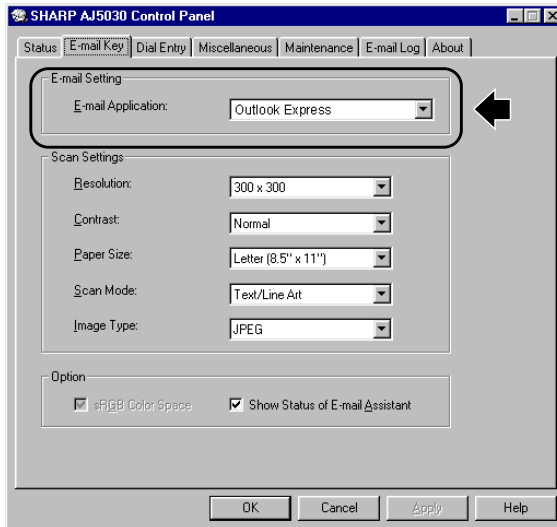 SHARP AJ5030 Control Panel
Status E-mail Key Dial Entry Miscellaneous Maintenance E-mail Log About
E-mail Setting
E-mail Application: Outlook Express
Scan Settings
Resolution: 300 x 300
Contrast: Normal
Paper Size: Letter (8.5" x 11")
Scan Mode: Text/Line Art
Image Type: JPEG
Option
sRGB Color Space Show Status of E-mail Assistant
OK Cancel Apply Help